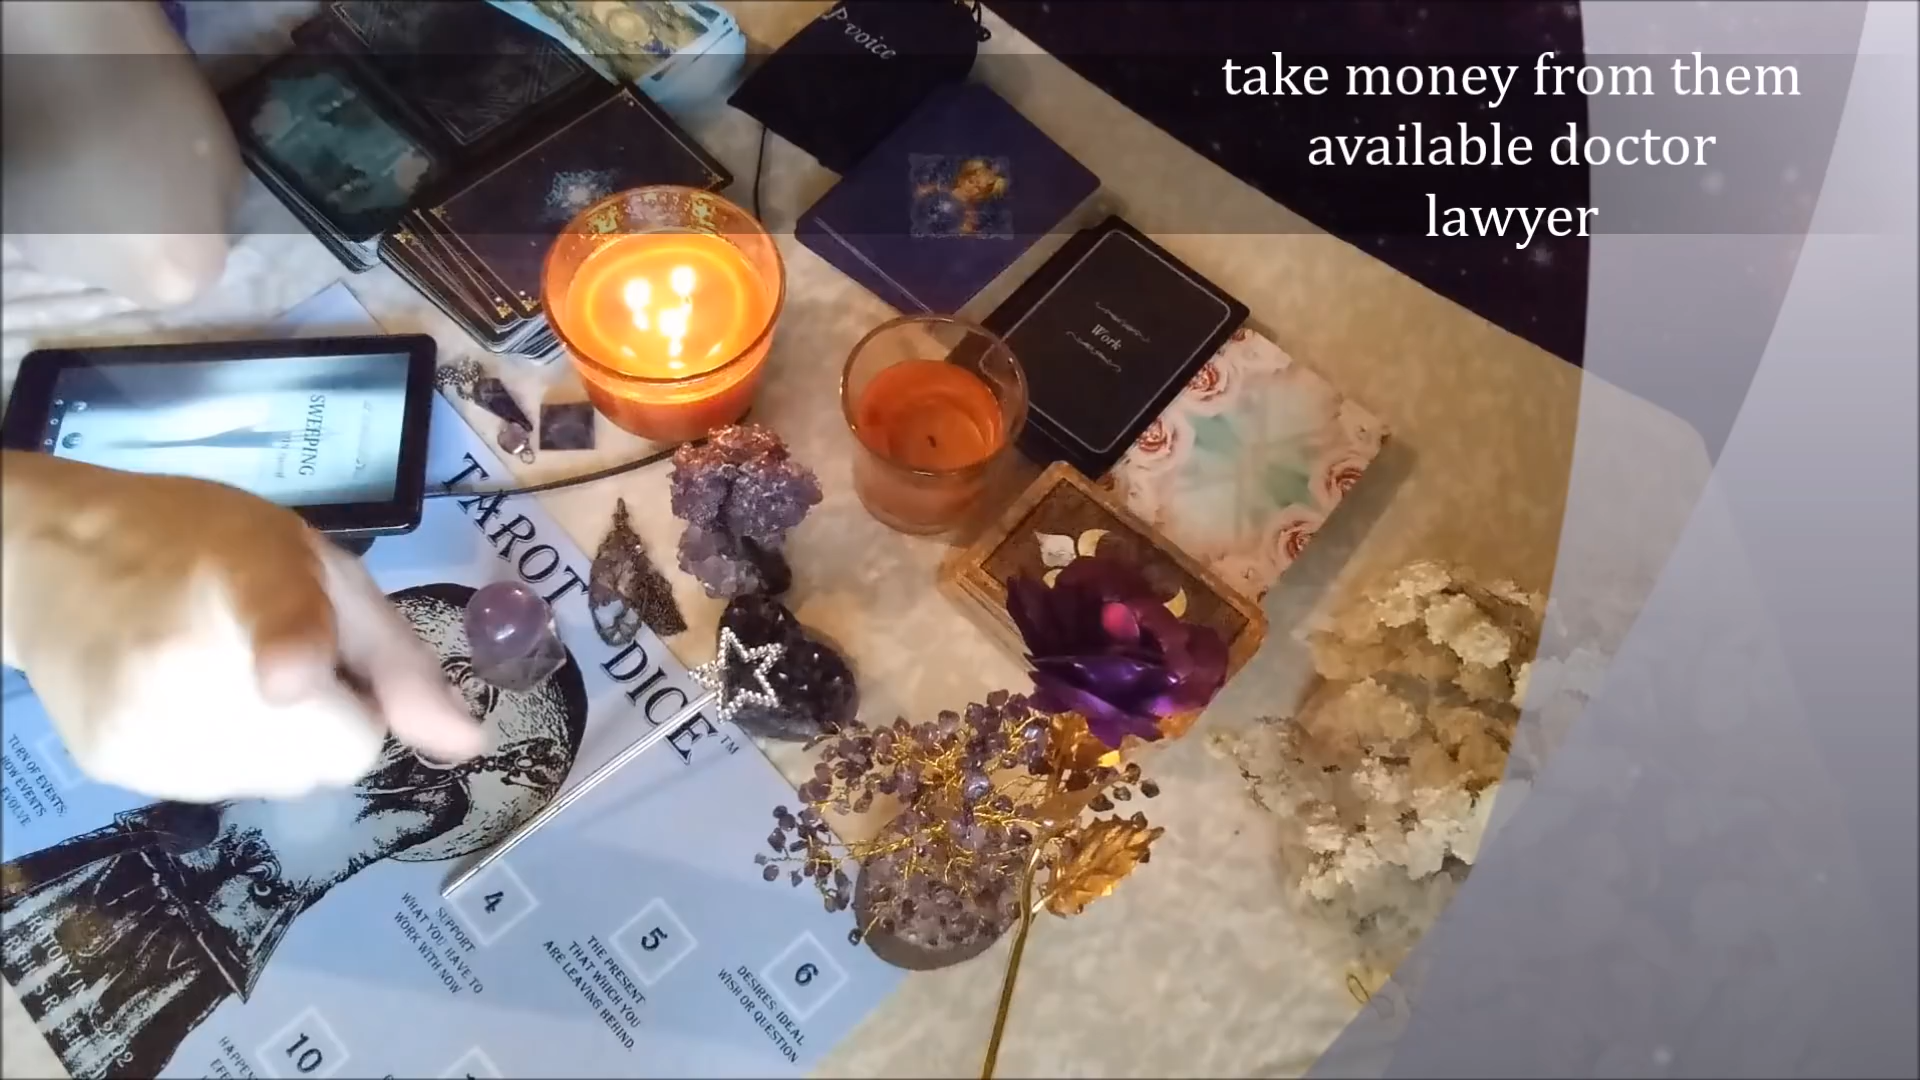 take money from them
available doctor
lawyer
voice
Work
SWEEPING
TAROT DICE™
TURN OF EVENTS:
HOW EVENTS
EVOLVE
4
SUPPORT
WHAT YOU HAVE TO
WORK WITH NOW
5
THE PRESENT
THAT WHICH YOU
ARE LEAVING BEHIND.
6
DESIRES: IDEAL
WISH OR QUESTION
10